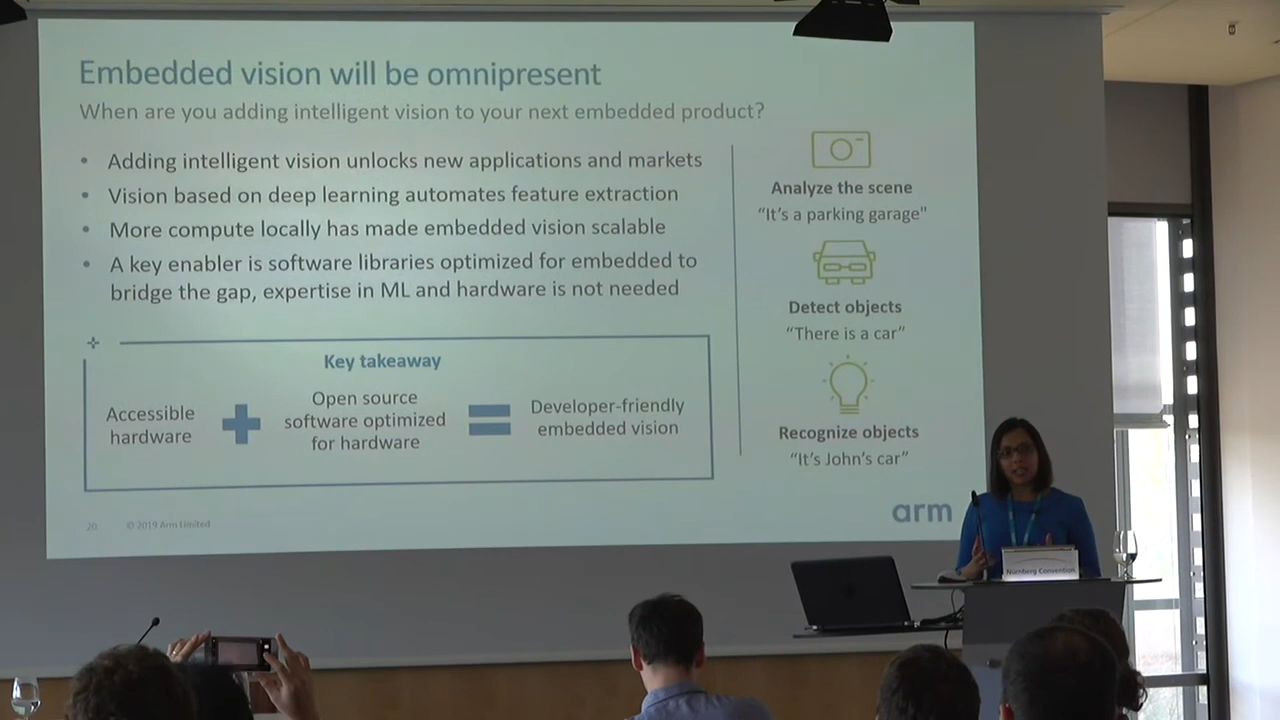 Embedded vision will be omnipresent
When are you adding intelligent vision to your next embedded product?
• Adding intelligent vision unlocks new applications and markets
• Vision based on deep learning automates feature extraction
• More compute locally has made embedded vision scalable
• A key enabler is software libraries optimized for embedded to
bridge the gap, expertise in ML and hardware is not needed
Key takeaway
Accessible
hardware
Open source
software optimized
for hardware
Developer-friendly
embedded vision
Analyze the scene
“It’s a parking garage"
Detect objects
“There is a car”
Recognize objects
“It’s John’s car”
20
© 2019 Arm Limited
arm
Nürnberg Convention